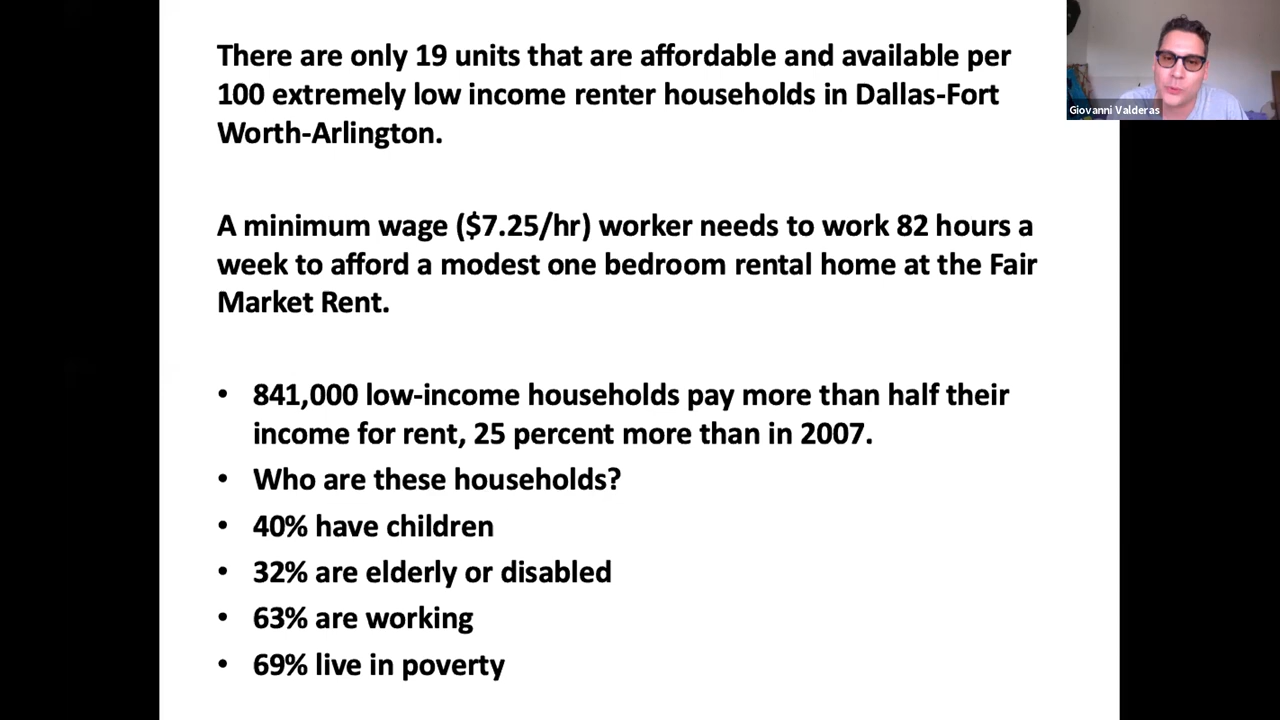 There are only 19 units that are affordable and available per
100 extremely low income renter households in Dallas-Fort
Worth-Arlington.
A minimum wage ($7.25/hr) worker needs to work 82 hours a
week to afford a modest one bedroom rental home at the Fair
Market Rent.
• 841,000 low-income households pay more than half their
income for rent, 25 percent more than in 2007.
• Who are these households?
• 40% have children
• 32% are elderly or disabled
• 63% are working
• 69% live in poverty
Giovanni Valderas